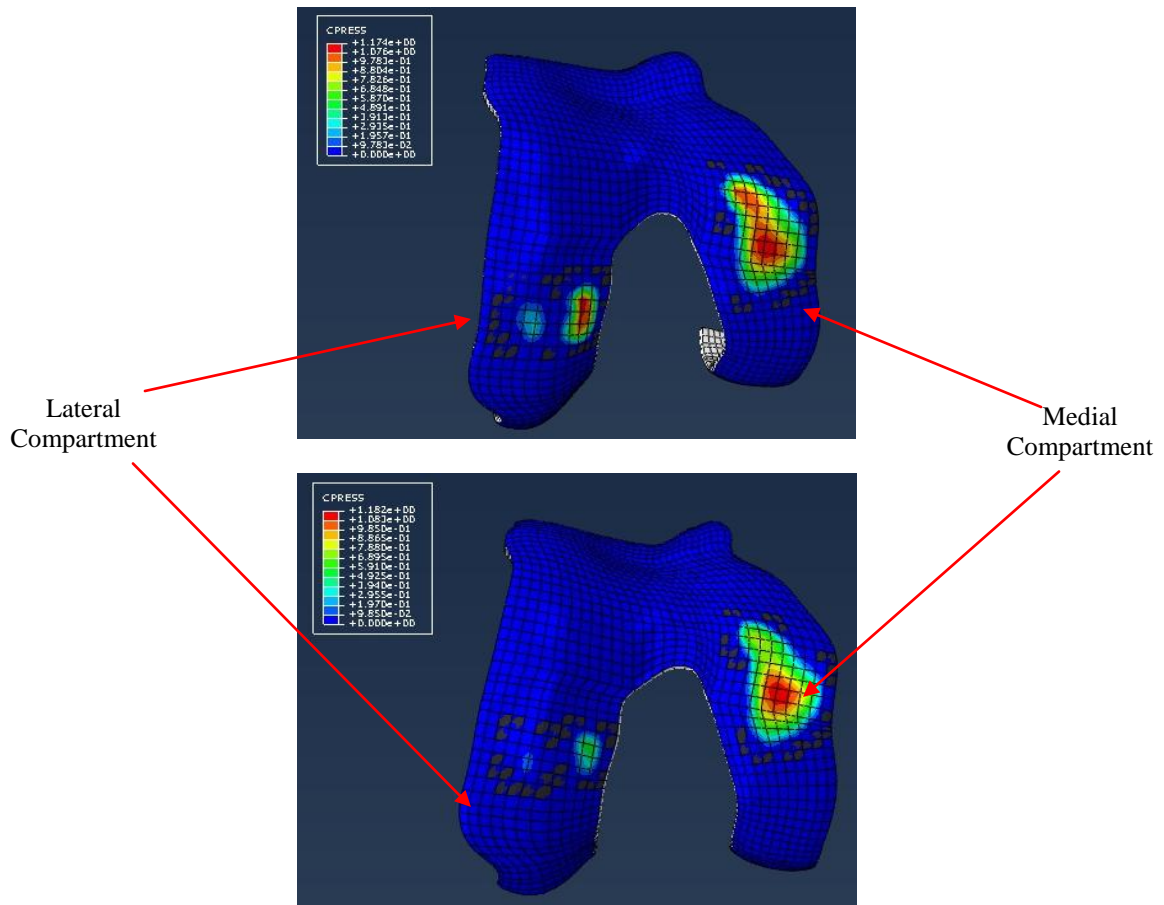 CPRESS
+1.174e+00
+1.076e+00
+9.783e-01
+8.804e-01
+7.826e-01
+6.848e-01
+5.870e-01
+4.891e-01
+3.913e-01
+2.935e-01
+1.957e-01
+9.783e-02
+0.000e+00
Lateral
Compartment
Medial
Compartment
CPRESS
+1.182e+00
+1.083e+00
+9.850e-01
+8.865e-01
+7.880e-01
+6.895e-01
+5.910e-01
+4.925e-01
+3.940e-01
+2.955e-01
+1.970e-01
+9.850e-02
+0.000e+00